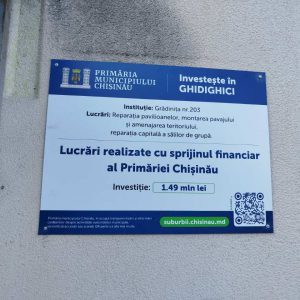 PRIMĂRIA
MUNICIPIULUI
CHIȘINĂU
Investește în
GHIDIGHICI
Instituție: Grădinița nr.203
Lucrări: Reparația pavilioanelor, montarea pavajului
și amenajarea teritoriului,
reparația capitală a sălilor de grupă.
Lucrări realizate cu sprijinul financiar
al Primăriei Chișinău
Investiție: 1.49 mln lei
suburbii.chisinau.md